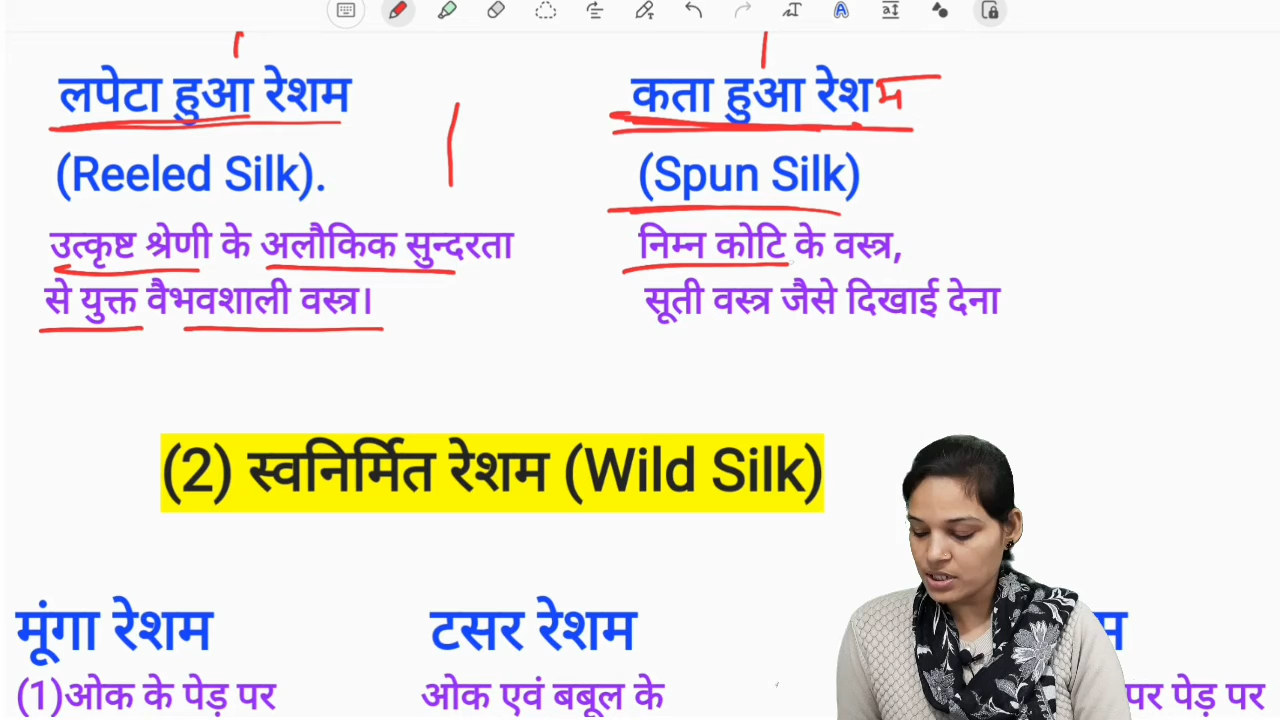 लपेटा हुआ रेशम
(Reeled Silk).
उत्कृष्ट श्रेणी के अलौकिक सुन्दरता
से युक्त वैभवशाली वस्त्र।
कता हुआ रेशम
(Spun Silk)
निम्न कोटि के वस्त्र,
सूती वस्त्र जैसे दिखाई देना
(2) स्वनिर्मित रेशम (Wild Silk)
मूंगा रेशम
(1)ओक के पेड़ पर
टसर रेशम
ओक एवं बबूल के
पर पेड़ पर